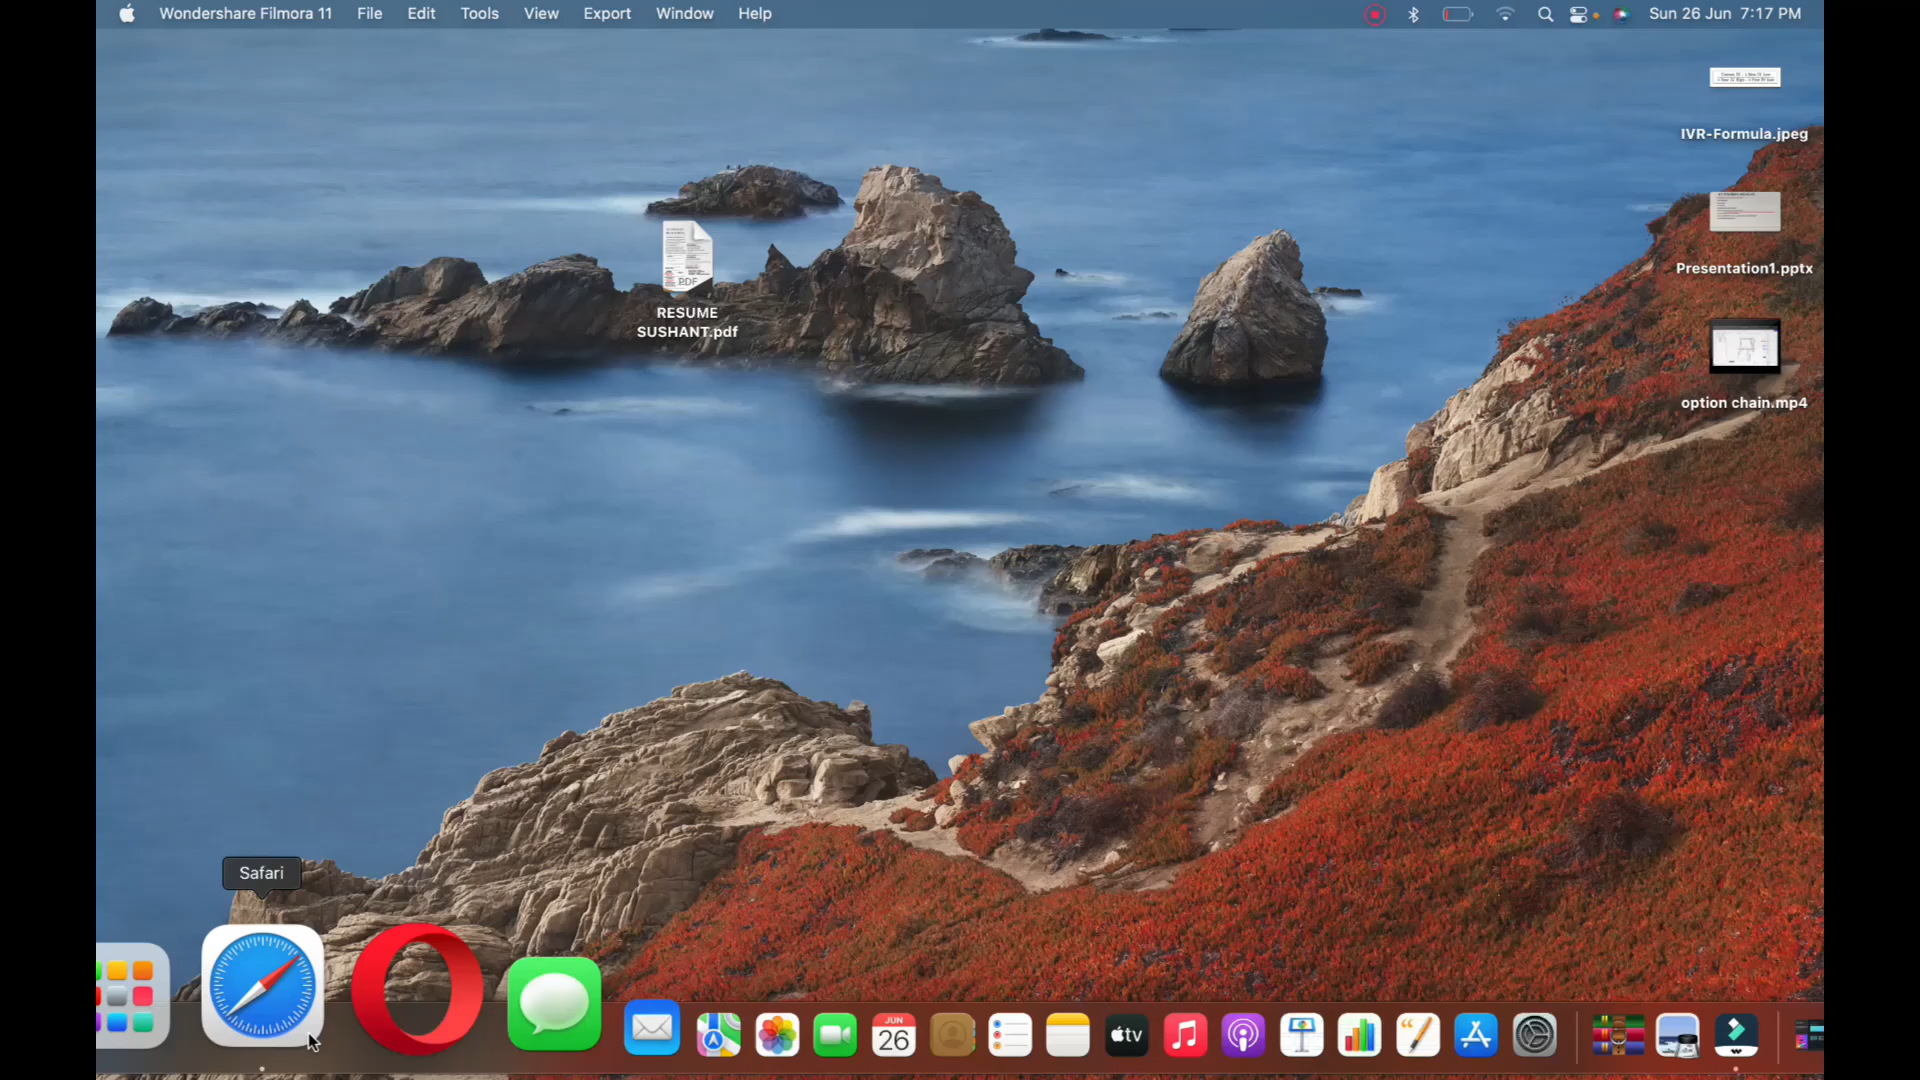 Wondershare Filmora 11 File Edit Tools View Export Window Help Sun 26 Jun 7:17 PM
IVR-Formula.jpeg
Presentation1.pptx
option chain.mp4
PDF
RESUME
SUSHANT.pdf
Safari
JUN
26
tv